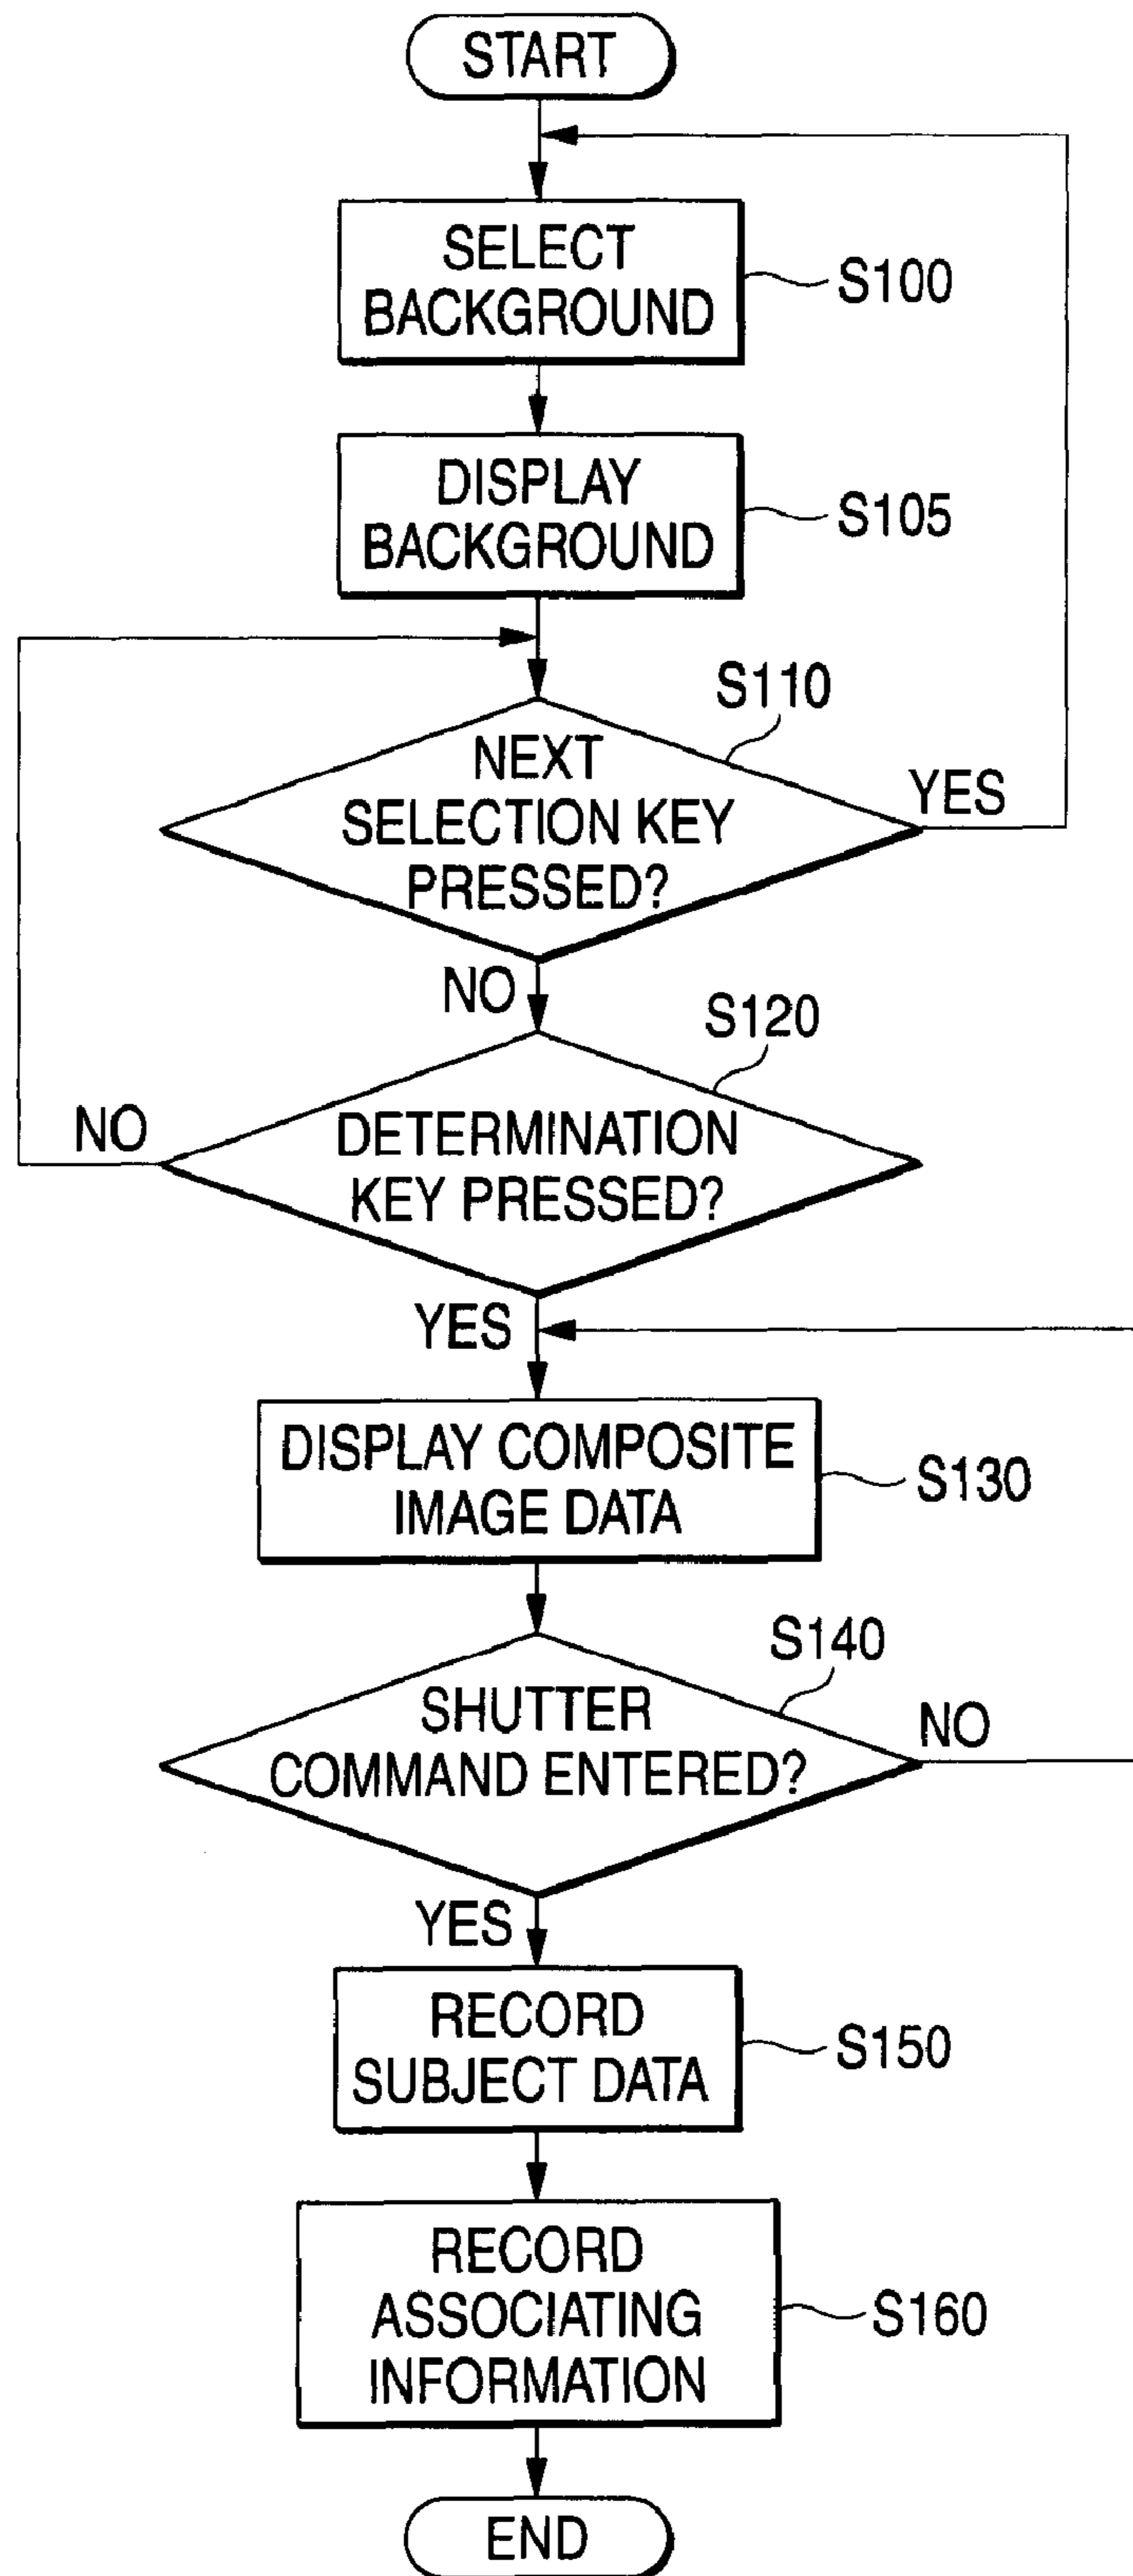 START
SELECT
BACKGROUND
S100
DISPLAY
BACKGROUND
S105
S110
NEXT
SELECTION KEY
PRESSED?
YES
NO
S120
DETERMINATION
KEY PRESSED?
NO
YES
DISPLAY COMPOSITE
IMAGE DATA
S130
S140
SHUTTER
COMMAND ENTERED?
NO
YES
RECORD
SUBJECT DATA
S150
RECORD
ASSOCIATING
INFORMATION
S160
END